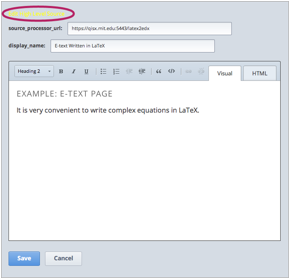 source_processor_url: https://qisx.mit.edu:5443/latex2edx
display_name: E-text Written in LaTeX
Heading 2 B I U </> Visual HTML
EXAMPLE: E-TEXT PAGE
It is very convenient to write complex equations in LaTeX.
Save Cancel